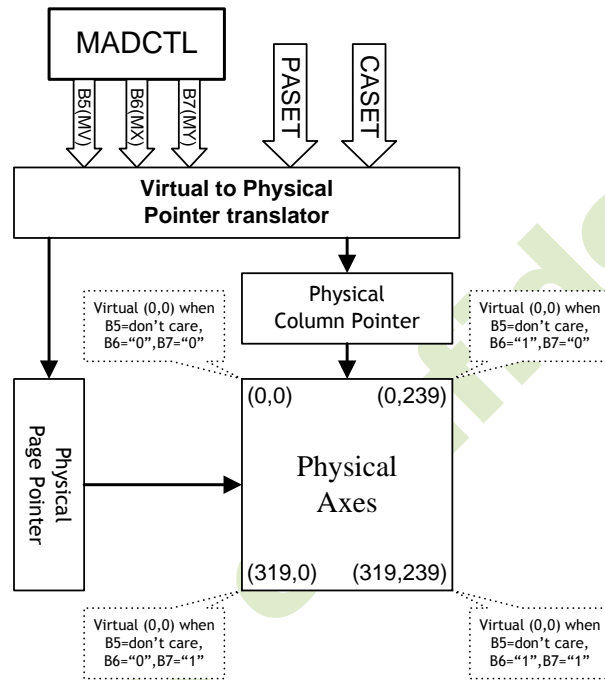 MADCTL
B5(MV)
B6(MX)
B7(MY)
PASET
CASET
Virtual to Physical
Pointer translator
Virtual (0,0) when
B5=don’t care,
B6=“0”,B7=“0”
Physical
Column Pointer
Virtual (0,0) when
B5=don’t care,
B6=“1”,B7=“0”
Physical
Page Pointer
(0,0)
(0,239)
Physical
Axes
(319,0)
(319,239)
Virtual (0,0) when
B5=don’t care,
B6=“0”,B7=“1”
Virtual (0,0) when
B5=don’t care,
B6=“1”,B7=“1”